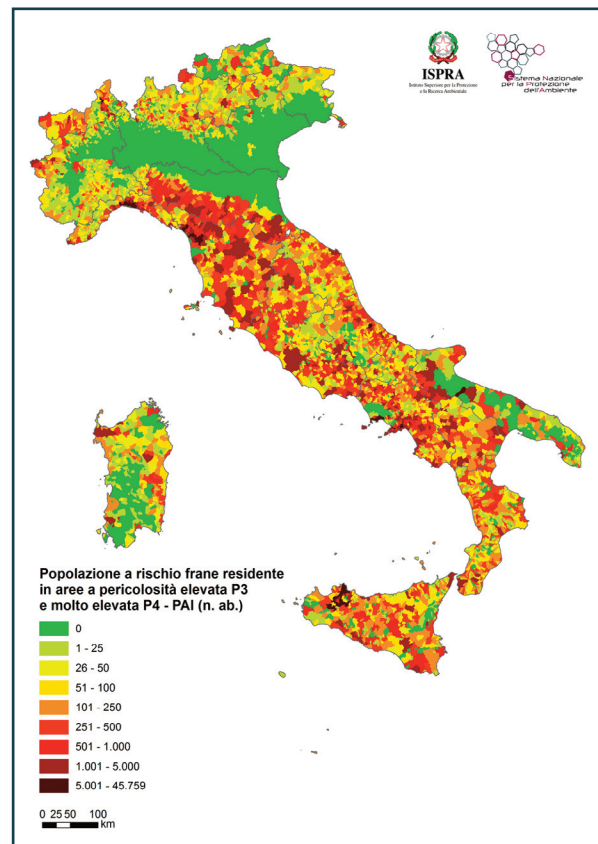 ISPRA
Istituto Superiore per la Protezione
e la Ricerca Ambientale
Sistema Nazionale
per la Protezione
dell'Ambiente
Popolazione a rischio frane residente
in aree a pericolosità elevata P3
e molto elevata P4 - PAI (n. ab.)
0
1 - 25
26 - 50
51 - 100
101 - 250
251 - 500
501 - 1.000
1.001 - 5.000
5.001 - 45.759
0 25 50 100
km